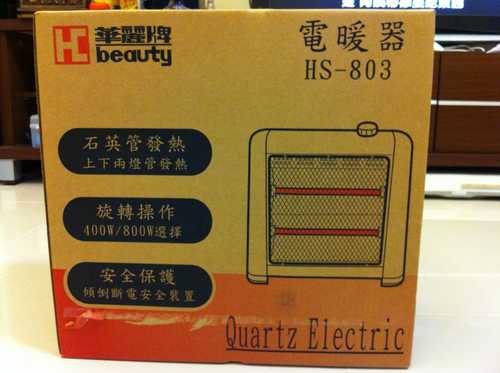 華麗牌
beauty
電暖器
HS-803
石英管發熱
上下兩燈管發熱
旋轉操作
400W/800W選擇
安全保護
傾倒斷電安全裝置
Quartz Electric